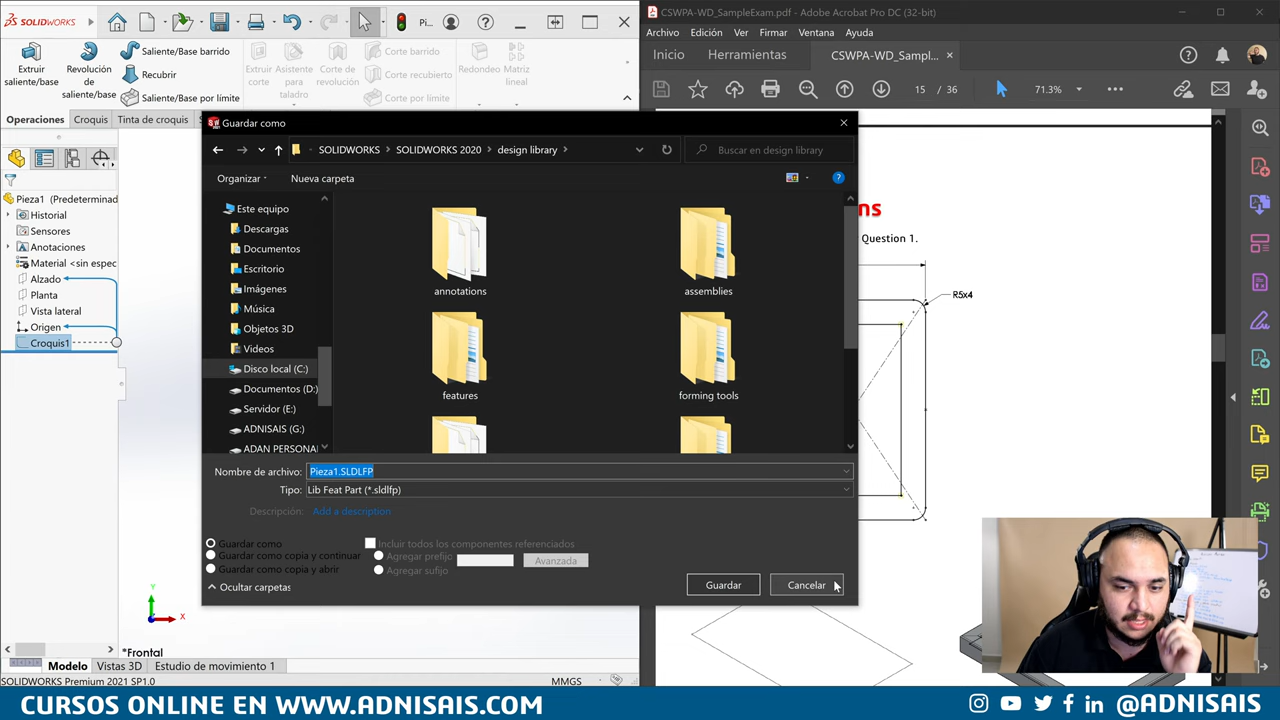 SOLIDWORKS
Pi...
CSWPA-WD_SampleExam.pdf - Adobe Acrobat Pro DC (32-bit)
Archivo Edición Ver Firmar Ventana Ayuda
Inicio Herramientas CSWPA-WD_Sampl...
15 / 36 71.3%
Extruir saliente/base
Revolución de saliente/base
Saliente/Base barrido
Recubrir
Saliente/Base por límite
Extruir corte
Asistente para taladro
Corte de revolución
Corte barrido
Corte recubierto
Corte por límite
Redondeo
Matriz lineal
Operaciones Croquis Tinta de croquis
Pieza1 (Predeterminad
Historial
Sensores
Anotaciones
Material <sin espec
Alzado
Planta
Vista lateral
Origen
Croquis1
Guardar como
SOLIDWORKS SOLIDWORKS 2020 design library
Buscar en design library
Organizar Nueva carpeta
Este equipo
Descargas
Documentos
Escritorio
Imágenes
Música
Objetos 3D
Videos
Disco local (C:)
Documentos (D:)
Servidor (E:)
ADNISAIS (G:)
ADAN PERSONA
annotations
assemblies
features
forming tools
Nombre de archivo: Pieza1.SLDLFP
Tipo: Lib Feat Part (*.sldlfp)
Descripción: Add a description
Guardar como
Guardar como copia y continuar
Guardar como copia y abrir
Incluir todos los componentes referenciados
Agregar prefijo
Agregar sufijo
Avanzada
Ocultar carpetas
Guardar
Cancelar
ns
Question 1.
R5x4
Y
X
*Frontal
Modelo Vistas 3D Estudio de movimiento 1
SOLIDWORKS Premium 2021 SP1.0
MMGS
CURSOS ONLINE EN WWW.ADNISAIS.COM
@ADNISAIS